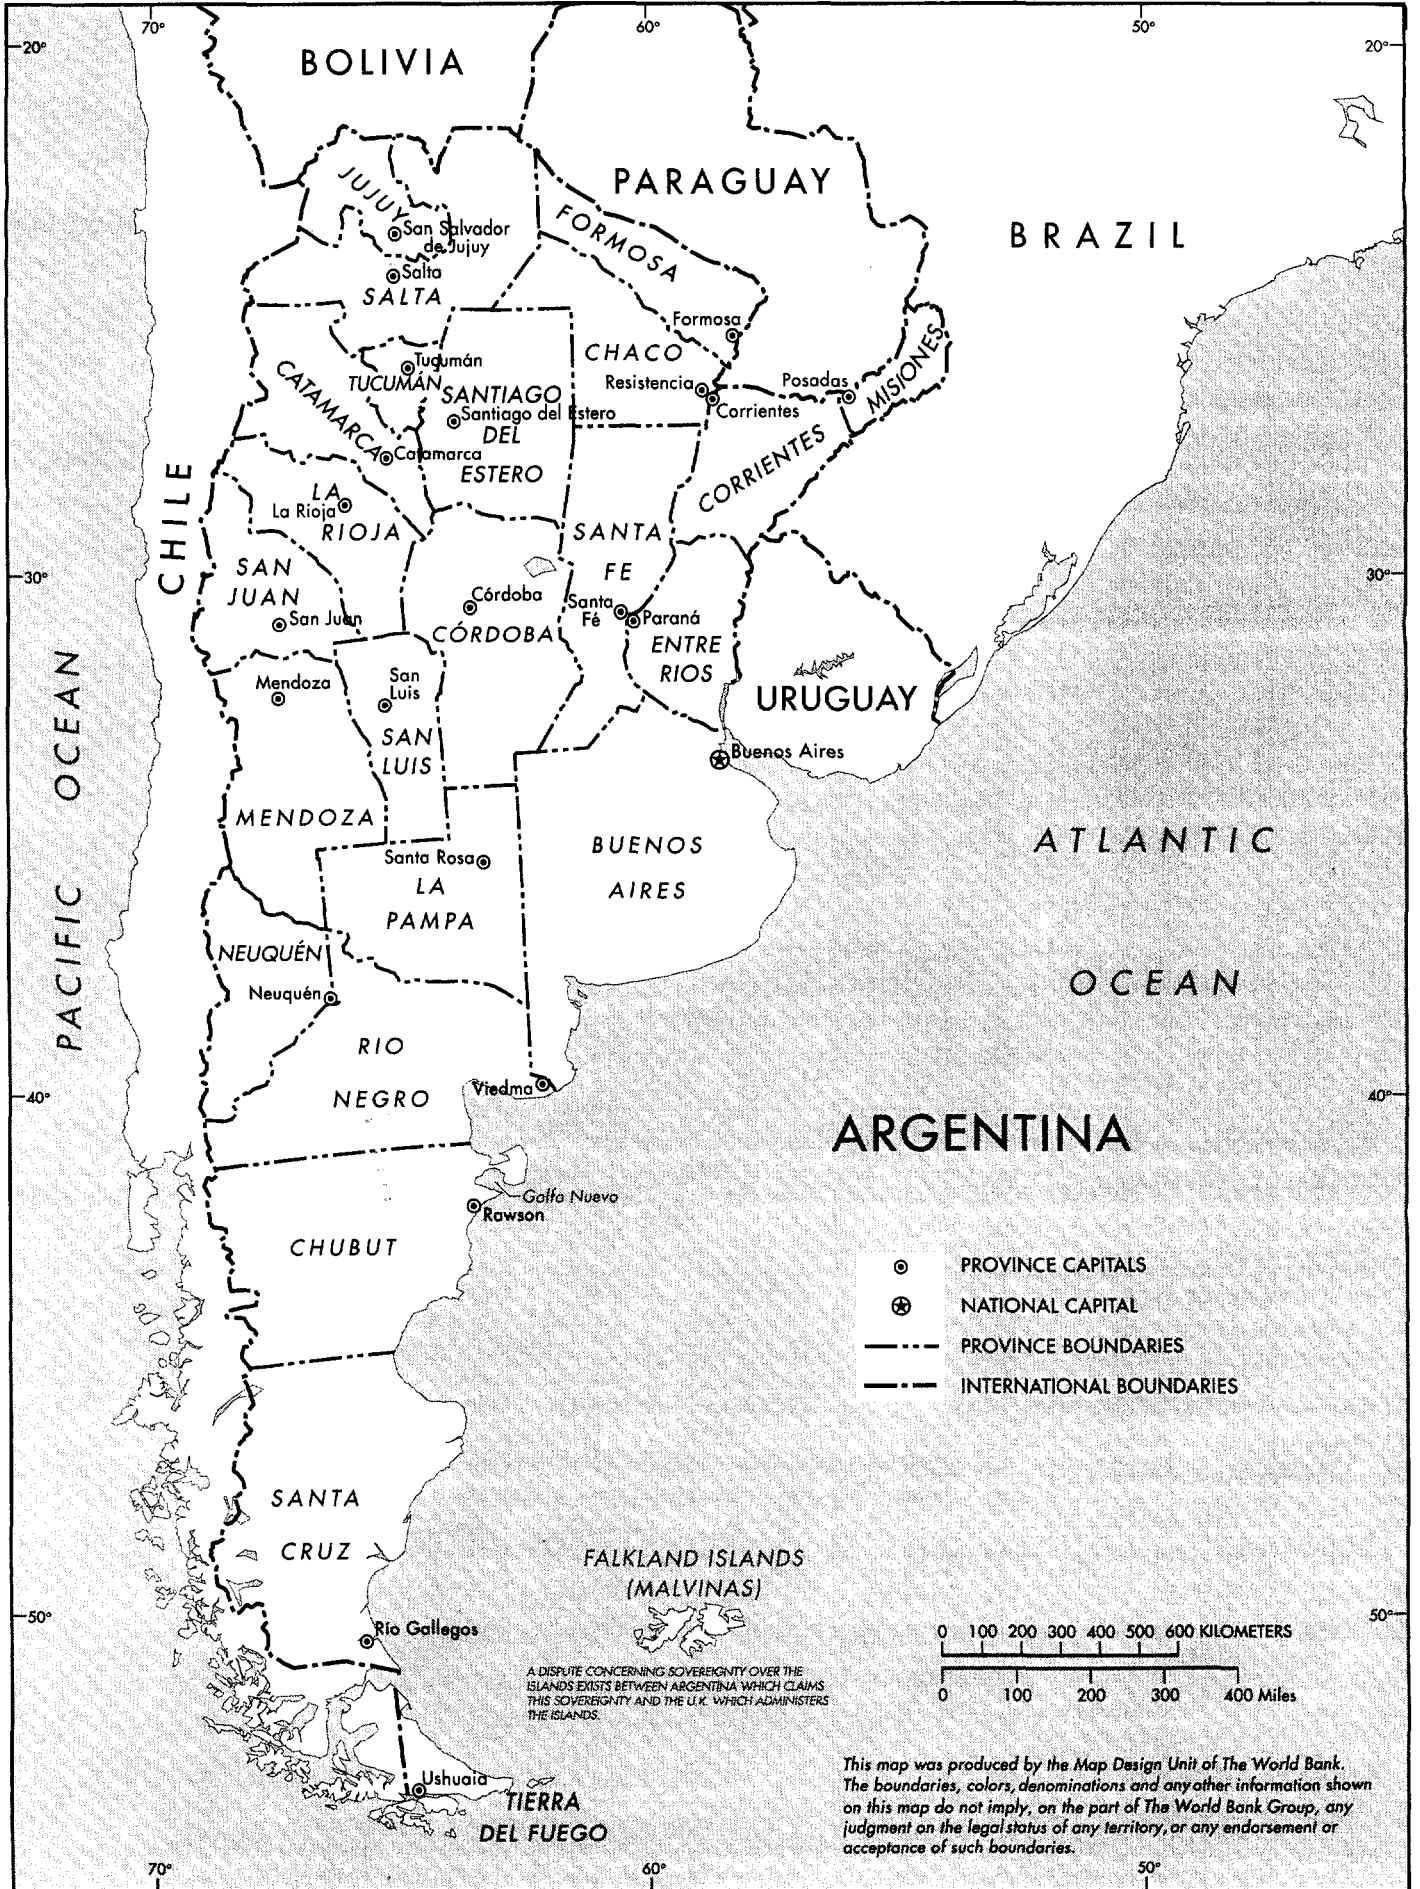 70°
60°
50°
20°
20°
BOLIVIA
PARAGUAY
BRAZIL
JUJUY
San Salvador
de Jujuy
FORMOSA
Salta
SALTA
Formosa
CHACO
MISIONES
Tucumán
TUCUMÁN
CATAMARCA
SANTIAGO
Santiago del Estero
DEL
ESTERO
Resistencia
Corrientes
Posadas
CORRIENTES
Catamarca
CHILE
LA
La Rioja
RIOJA
SANTA
FE
30°
30°
SAN
JUAN
San Juan
Córdoba
CÓRDOBA
Santa
Fé
Paraná
ENTRE
RIOS
URUGUAY
Mendoza
San
Luis
SAN
LUIS
Buenos Aires
PACIFIC OCEAN
MENDOZA
BUENOS
AIRES
ATLANTIC
OCEAN
Santa Rosa
LA
PAMPA
NEUQUÉN
Neuquén
RIO
NEGRO
Viedma
40°
40°
ARGENTINA
Golfo Nuevo
Rawson
CHUBUT
PROVINCE CAPITALS
NATIONAL CAPITAL
PROVINCE BOUNDARIES
INTERNATIONAL BOUNDARIES
SANTA
CRUZ
FALKLAND ISLANDS
(MALVINAS)
50°
50°
Río Gallegos
A DISPUTE CONCERNING SOVEREIGNTY OVER THE
ISLANDS EXISTS BETWEEN ARGENTINA WHICH CLAIMS
THIS SOVEREIGNTY AND THE U.K. WHICH ADMINISTERS
THE ISLANDS.
0 100 200 300 400 500 600 KILOMETERS
0 100 200 300 400 Miles
Ushuaia
TIERRA
DEL FUEGO
This map was produced by the Map Design Unit of The World Bank.
The boundaries, colors, denominations and any other information shown
on this map do not imply, on the part of The World Bank Group, any
judgment on the legal status of any territory, or any endorsement or
acceptance of such boundaries.
70°
60°
50°